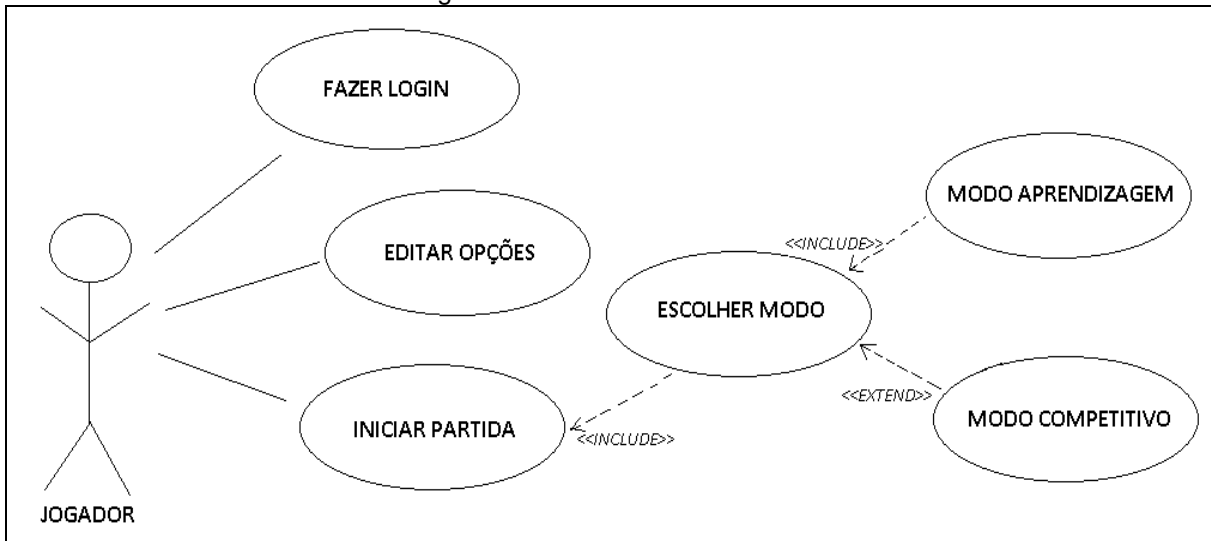 FAZER LOGIN
MODO APRENDIZAGEM
<<INCLUDE>>
EDITAR OPÇÕES
ESCOLHER MODO
<<EXTEND>>
MODO COMPETITIVO
INICIAR PARTIDA
<<INCLUDE>>
JOGADOR